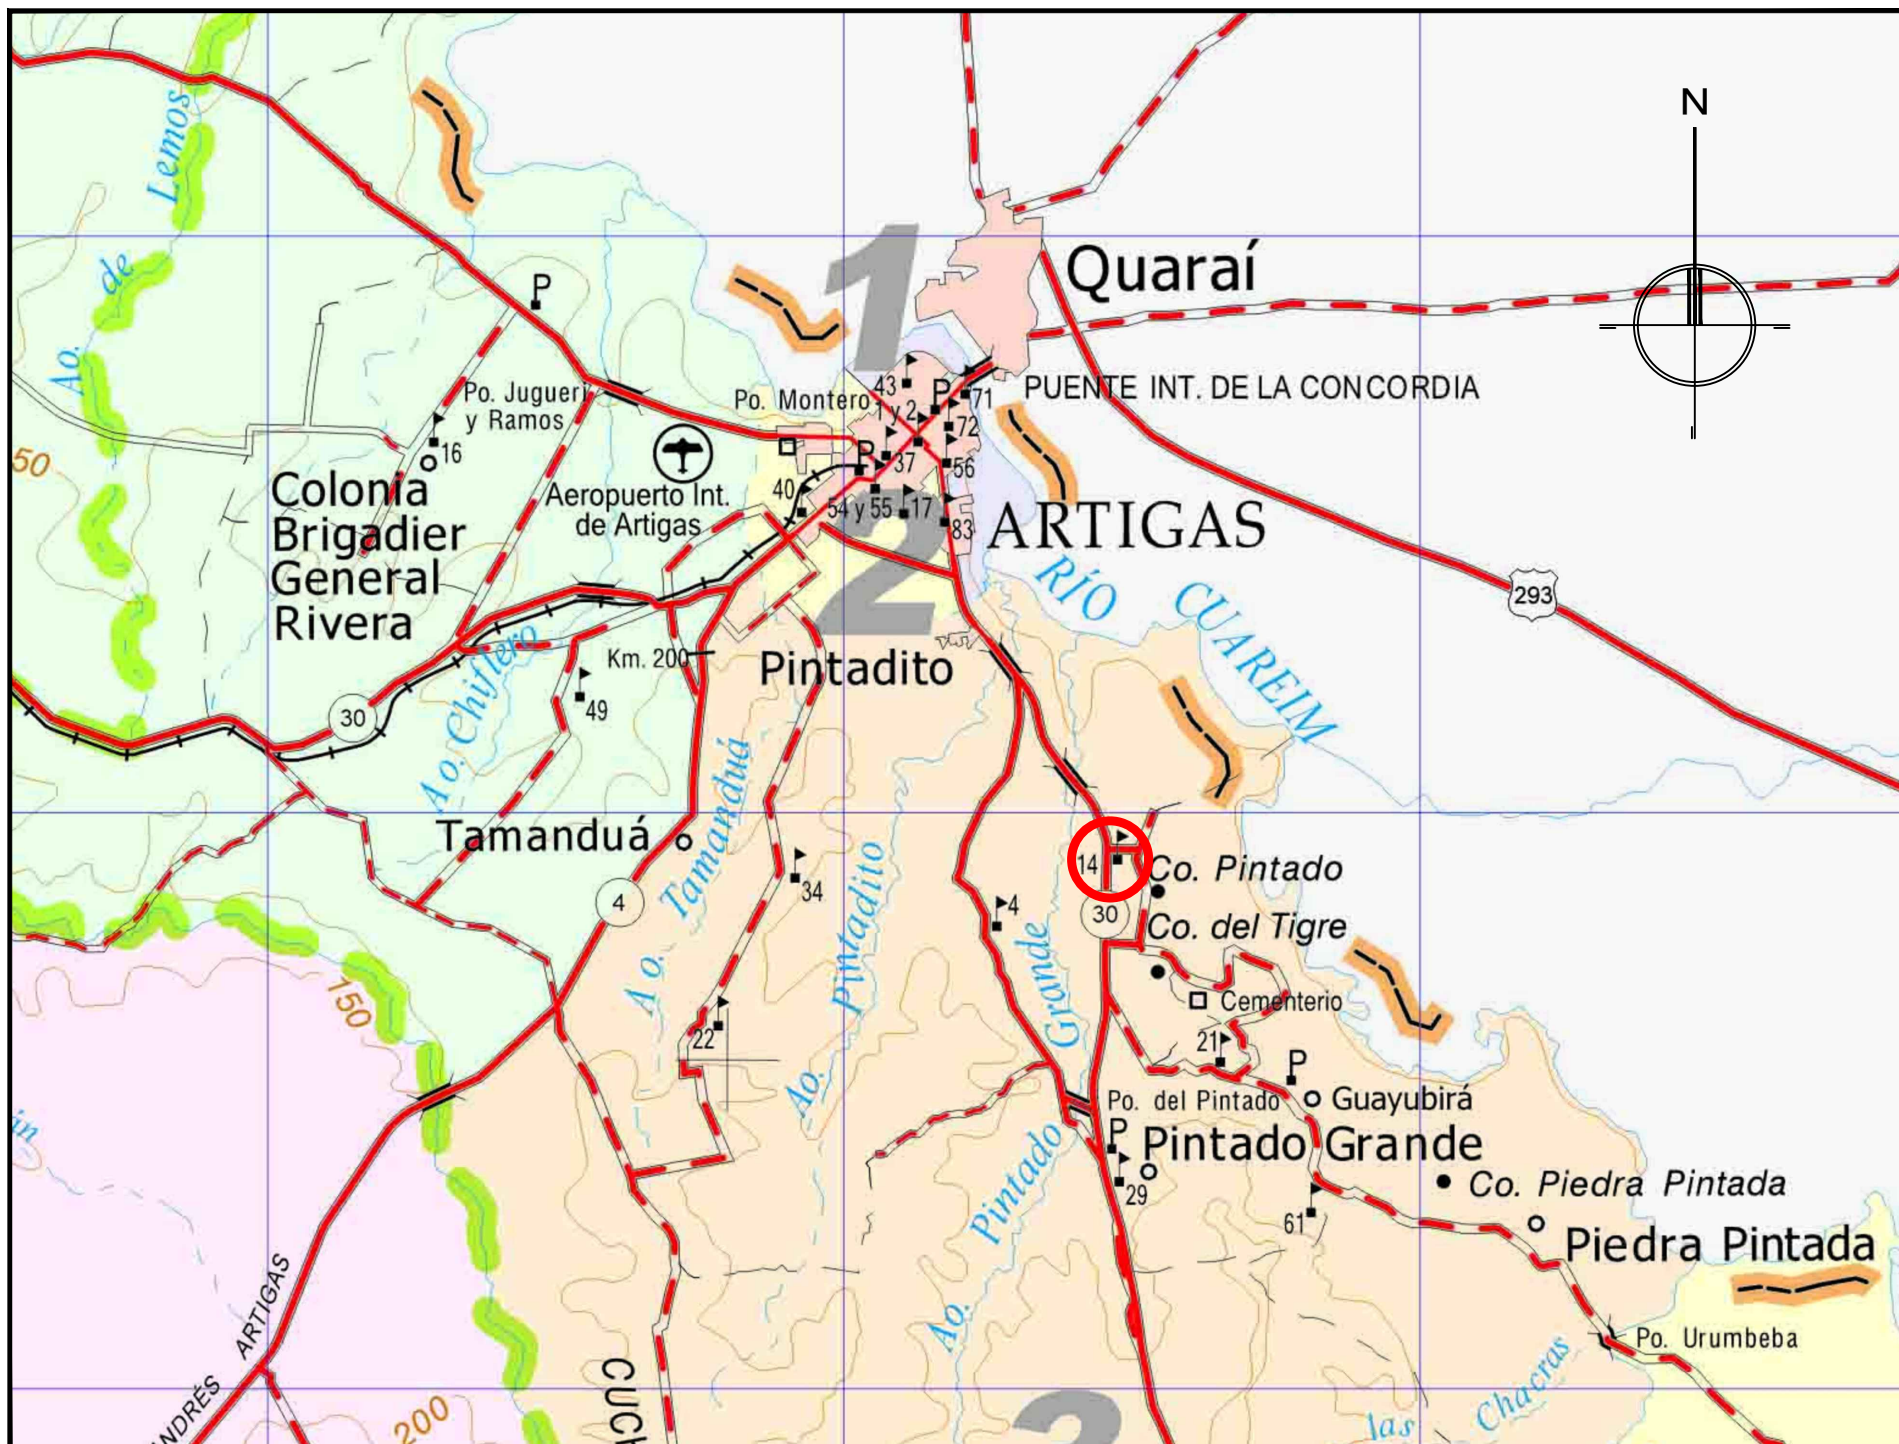 N
Lemos
de
Ao.
P
1
Quaraí
PUENTE INT. DE LA CONCORDIA
Po. Jugueri
y Ramos
Po. Montero
43
P
71
1 y 2
72
16
P
37
56
50
40
54 y 55
17
83
Colonia
Brigadier
General
Rivera
Aeropuerto Int.
de Artigas
ARTIGAS
2
RÍO CUAREIM
293
Km. 200
Pintadito
49
30
Ao. Chiflero
Tamanduá
Ao. Tamanduá
34
Ao. Pintadito
14
Co. Pintado
4
4
30
Co. del Tigre
150
Cementerio
22
21
P
Guayubirá
Po. del Pintado
P
Pintado Grande
29
Ao. Pintado Grande
61
Co. Piedra Pintada
Piedra Pintada
Po. Urumbeba
ARTIGAS
NDRÉS
200
CUCH
las
Chacras